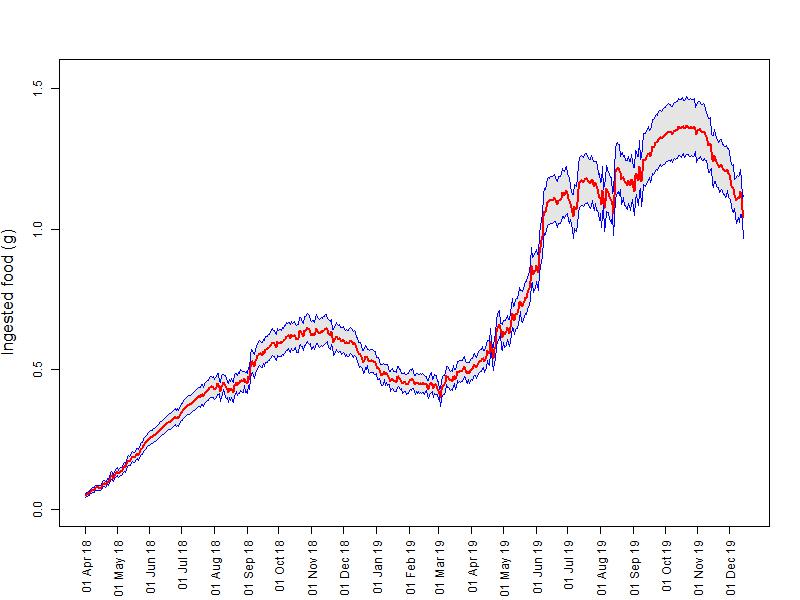 Ingested food (g)
1.5
1.0
0.5
0.0
01 Apr 18
01 May 18
01 Jun 18
01 Jul 18
01 Aug 18
01 Sep 18
01 Oct 18
01 Nov 18
01 Dec 18
01 Jan 19
01 Feb 19
01 Mar 19
01 Apr 19
01 May 19
01 Jun 19
01 Jul 19
01 Aug 19
01 Sep 19
01 Oct 19
01 Nov 19
01 Dec 19